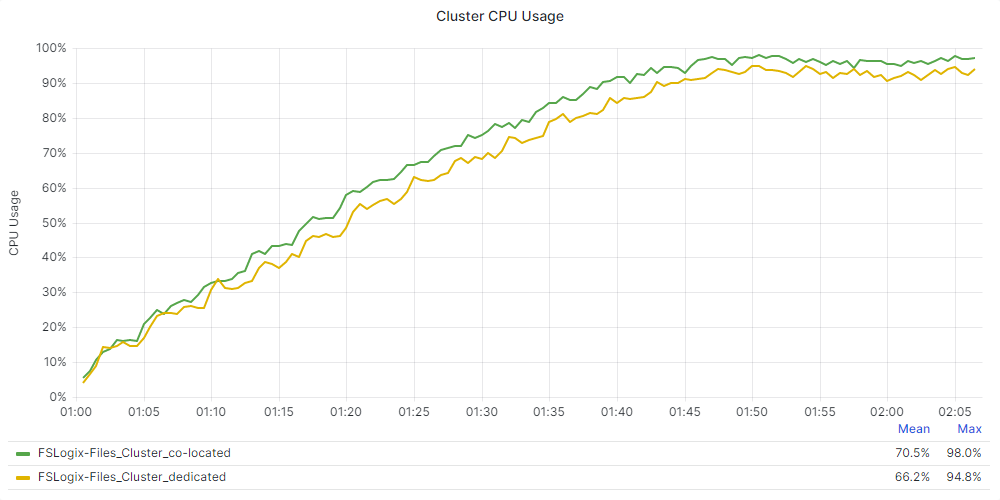 Cluster CPU Usage
CPU Usage
100%
90%
80%
70%
60%
50%
40%
30%
20%
10%
0%
01:00 01:05 01:10 01:15 01:20 01:25 01:30 01:35 01:40 01:45 01:50 01:55 02:00 02:05
Mean Max
FSLogix-Files_Cluster_co-located 70.5% 98.0%
FSLogix-Files_Cluster_dedicated 66.2% 94.8%